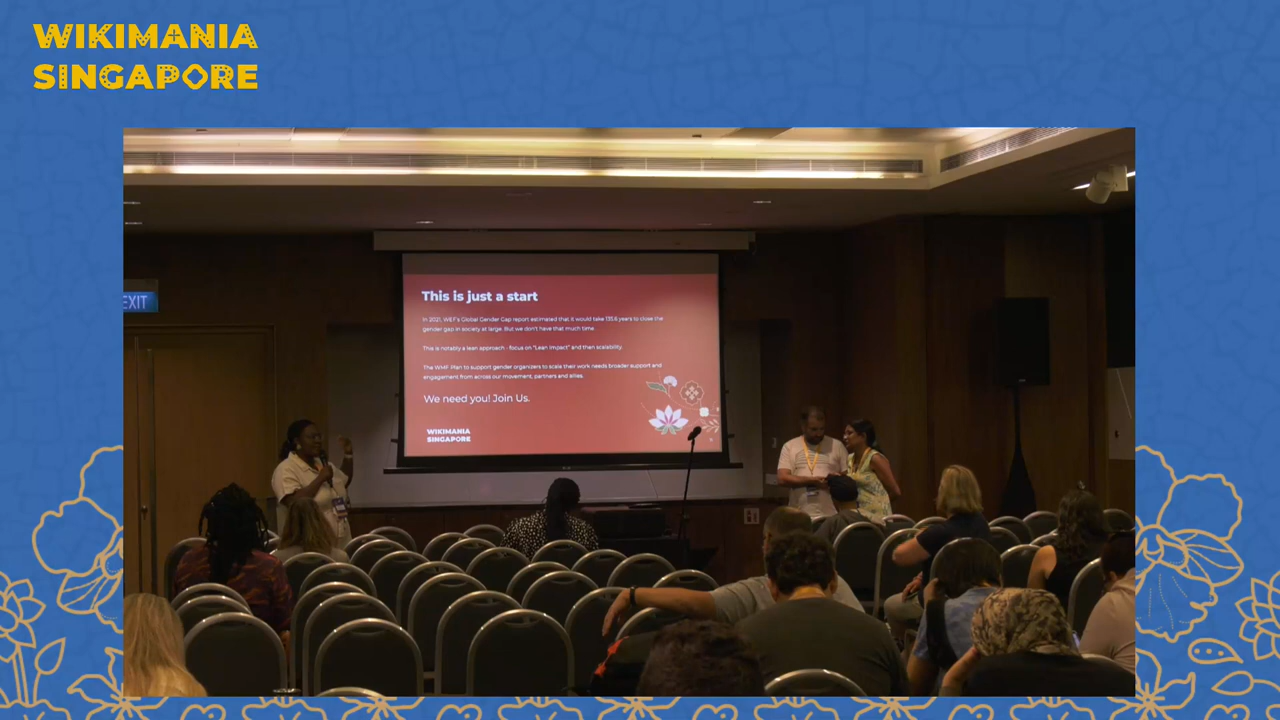 WIKIMANIA
SINGAPORE
EXIT
This is just a start
In 2021, WEF's Global Gender Gap report estimated that it would take 135.6 years to close the
gender gap in society at large. But we don't have that much time.
This is notably a lean approach - focus on "Lean Impact" and then scalability.
The WMF Plan to support gender organizers to scale their work needs broader support and
engagement from across our movement, partners and allies.
We need you! Join Us.
WIKIMANIA
SINGAPORE